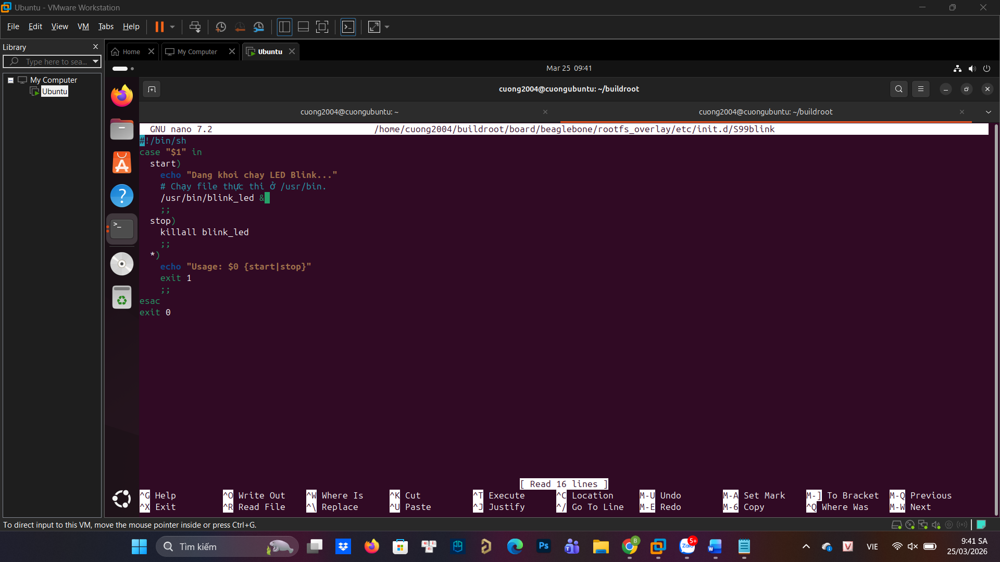 Ubuntu - VMware Workstation
File Edit View VM Tabs Help
Library
Home My Computer Ubuntu
Type here to sea...
Mar 25 09:41
My Computer
Ubuntu
cuong2004@cuongubuntu: ~/buildroot
cuong2004@cuongubuntu: ~ cuong2004@cuongubuntu: ~/buildroot
GNU nano 7.2 /home/cuong2004/buildroot/board/beaglebone/rootfs_overlay/etc/init.d/S99blink
#!/bin/sh
case "$1" in
  start)
    echo "Dang khoi chay LED Blink..."
    # Chạy file thực thi ở /usr/bin.
    /usr/bin/blink_led &
    ;;
  stop)
    killall blink_led
    ;;
  *)
    echo "Usage: $0 {start|stop}"
    exit 1
    ;;
esac
exit 0
[ Read 16 lines ]
^G Help ^O Write Out ^W Where Is ^K Cut ^T Execute ^C Location M-U Undo M-A Set Mark M-] To Bracket M-Q Previous
^X Exit ^R Read File ^\ Replace ^U Paste ^J Justify ^/ Go To Line M-E Redo M-6 Copy ^Q Where Was M-W Next
To direct input to this VM, move the mouse pointer inside or press Ctrl+G.
Tìm kiếm
Ps
B
Zalo
5+
W
V
VIE
9:41 SA
25/03/2026